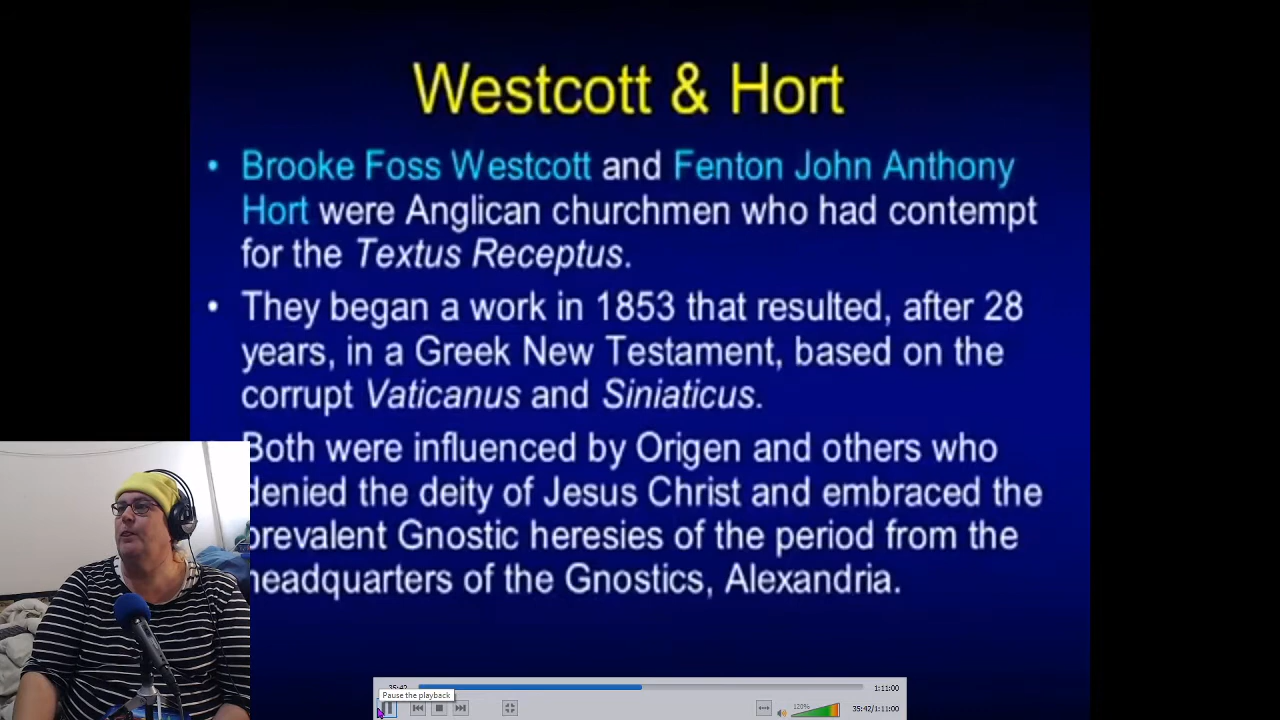 Westcott & Hort
• Brooke Foss Westcott and Fenton John Anthony
Hort were Anglican churchmen who had contempt
for the Textus Receptus.
• They began a work in 1853 that resulted, after 28
years, in a Greek New Testament, based on the
corrupt Vaticanus and Siniaticus.
Both were influenced by Origen and others who
denied the deity of Jesus Christ and embraced the
prevalent Gnostic heresies of the period from the
headquarters of the Gnostics, Alexandria.
35:42 1:11:00
Pause the playback
120% 35:42/1:11:00